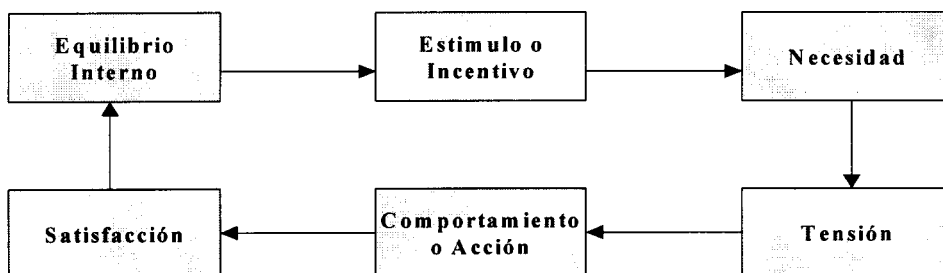 Equilibrio
Interno
Estimulo o
Incentivo
Necesidad
Satisfacción
Comportamiento
o Acción
Tensión